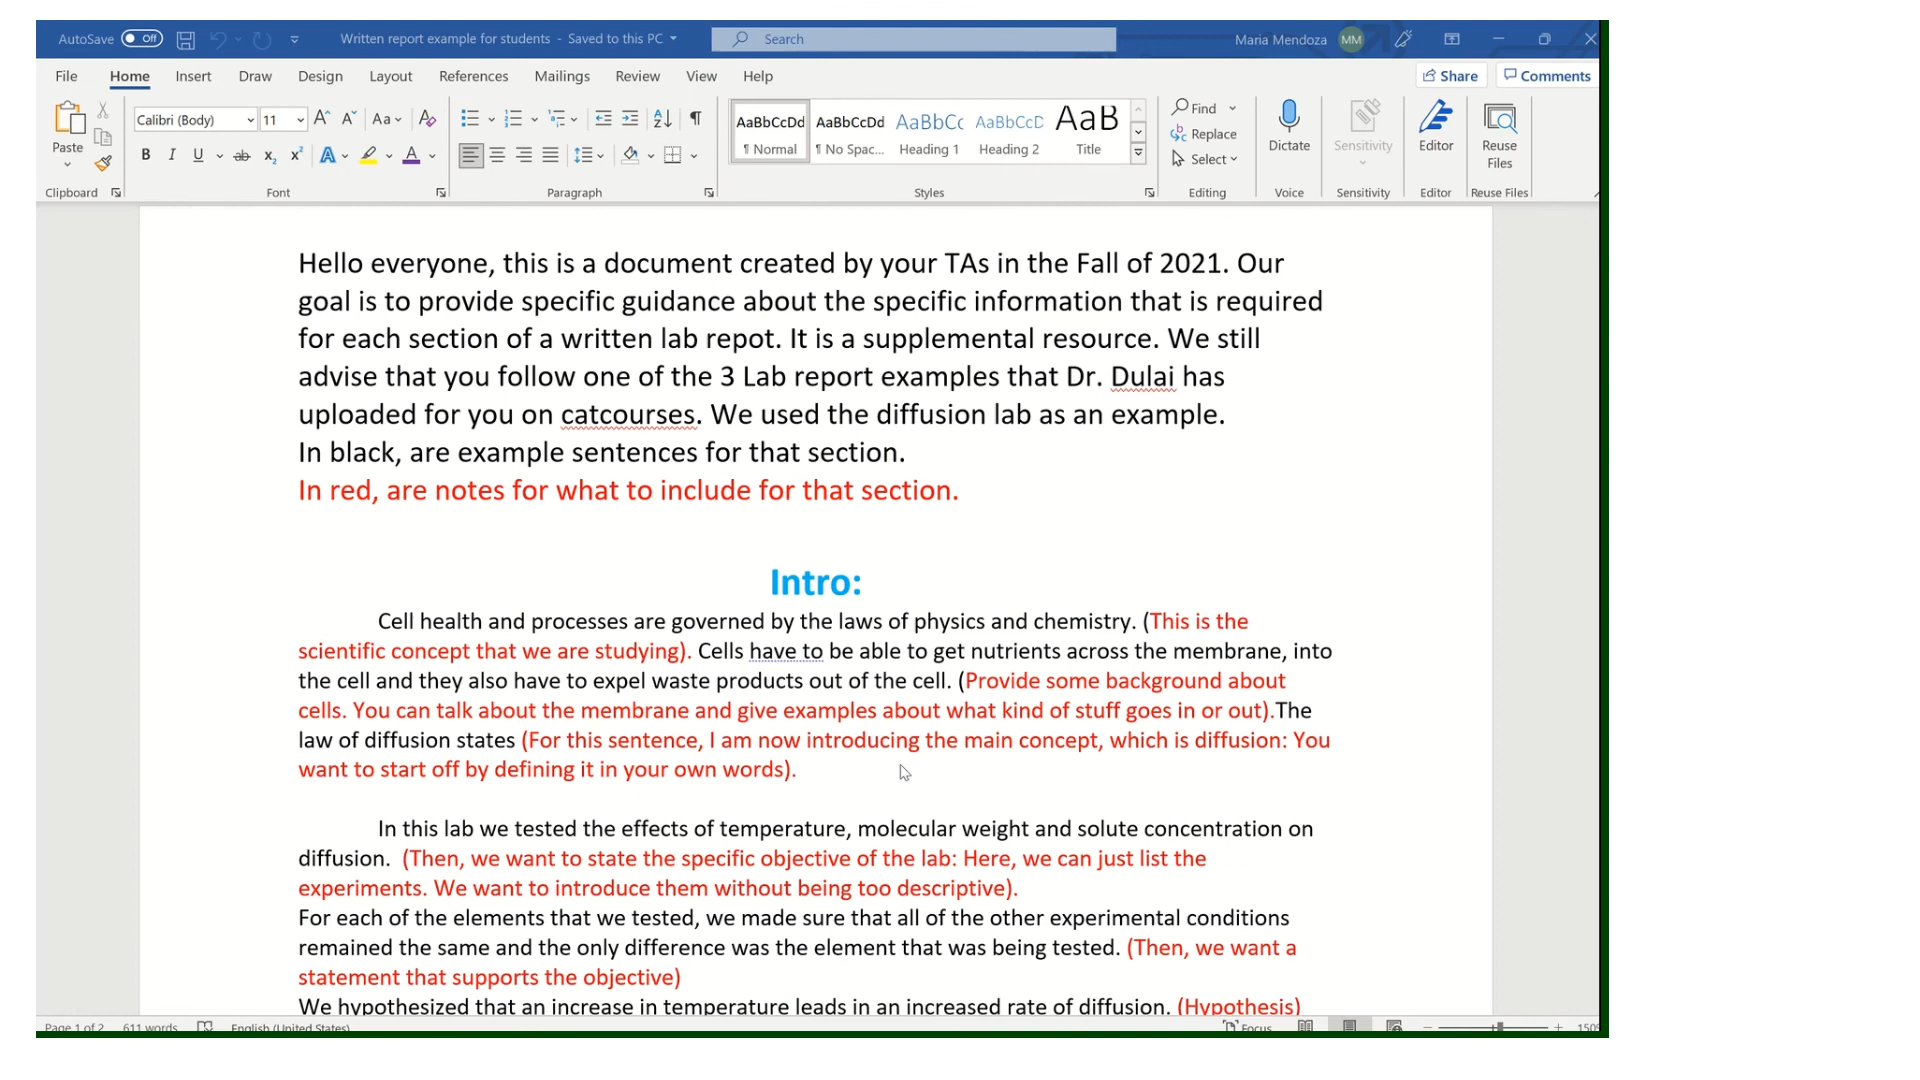 AutoSave Off Written report example for students - Saved to this PC Search Maria Mendoza MM
File Home Insert Draw Design Layout References Mailings Review View Help Share Comments
Calibri (Body) 11 Aa AaBbCcDd AaBbCcDd AaBbCc AaBbCcD AaB Find
Paste B I U ab x₂ x² A A ¶ Normal ¶ No Spac... Heading 1 Heading 2 Title Replace Dictate Sensitivity Editor Reuse
Select Files
Clipboard Font Paragraph Styles Editing Voice Sensitivity Editor Reuse Files
Hello everyone, this is a document created by your TAs in the Fall of 2021. Our
goal is to provide specific guidance about the specific information that is required
for each section of a written lab repot. It is a supplemental resource. We still
advise that you follow one of the 3 Lab report examples that Dr. Dulai has
uploaded for you on catcourses. We used the diffusion lab as an example.
In black, are example sentences for that section.
In red, are notes for what to include for that section.
Intro:
Cell health and processes are governed by the laws of physics and chemistry. (This is the
scientific concept that we are studying). Cells have to be able to get nutrients across the membrane, into
the cell and they also have to expel waste products out of the cell. (Provide some background about
cells. You can talk about the membrane and give examples about what kind of stuff goes in or out).The
law of diffusion states (For this sentence, I am now introducing the main concept, which is diffusion: You
want to start off by defining it in your own words).
In this lab we tested the effects of temperature, molecular weight and solute concentration on
diffusion. (Then, we want to state the specific objective of the lab: Here, we can just list the
experiments. We want to introduce them without being too descriptive).
For each of the elements that we tested, we made sure that all of the other experimental conditions
remained the same and the only difference was the element that was being tested. (Then, we want a
statement that supports the objective)
We hypothesized that an increase in temperature leads in an increased rate of diffusion. (Hypothesis)
Page 1 of 2 611 words English (United States) Focus